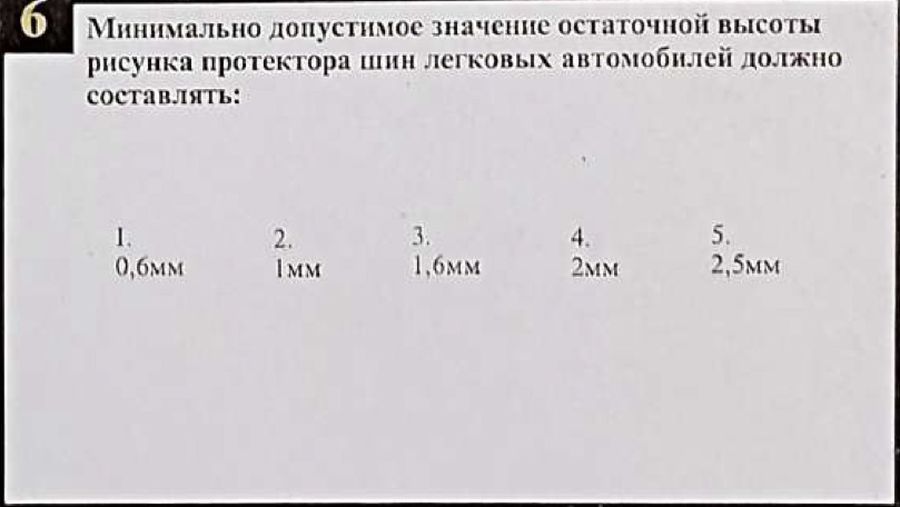 6
Минимально допустимое значение остаточной высоты
рисунка протектора шин легковых автомобилей должно
составлять:
1. 2. 3. 4. 5.
0,6мм 1мм 1,6мм 2мм 2,5мм